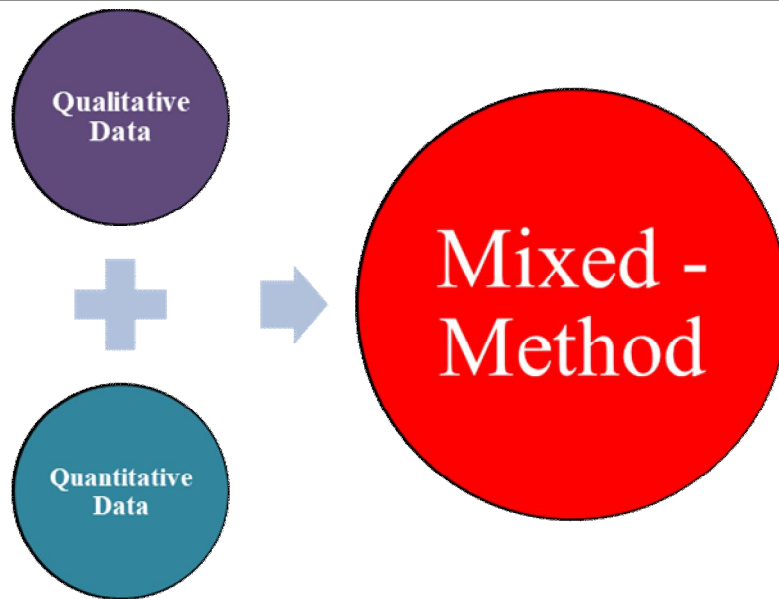 Qualitative
Data
Mixed -
Method
Quantitative
Data